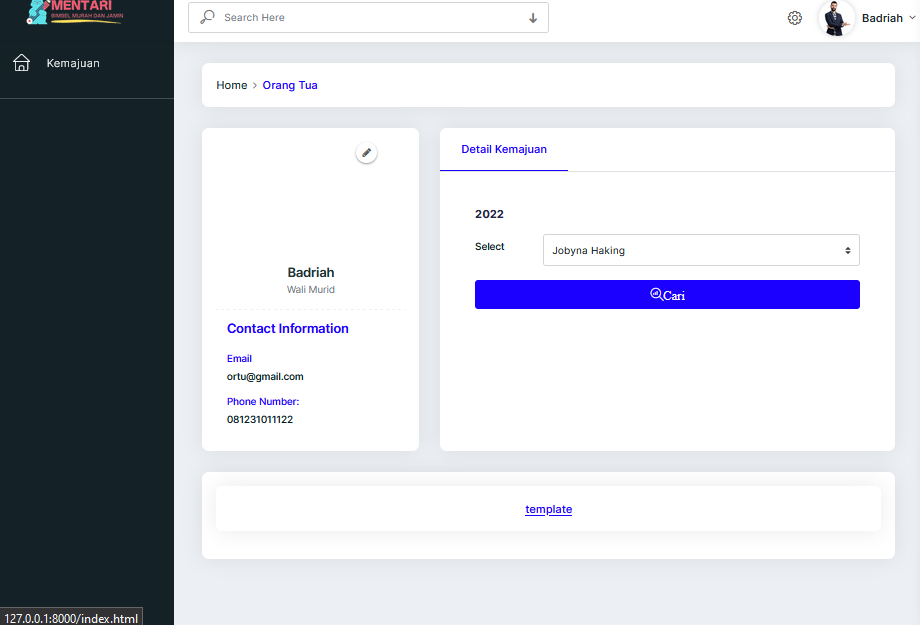 MENTARI
BIMBEL MURAH DAN JAMIN
Search Here
Badriah
Kemajuan
Home > Orang Tua
Detail Kemajuan
2022
Select
Jobyna Haking
Cari
Badriah
Wali Murid
Contact Information
Email
ortu@gmail.com
Phone Number:
081231011122
template
127.0.0.1:8000/index.html